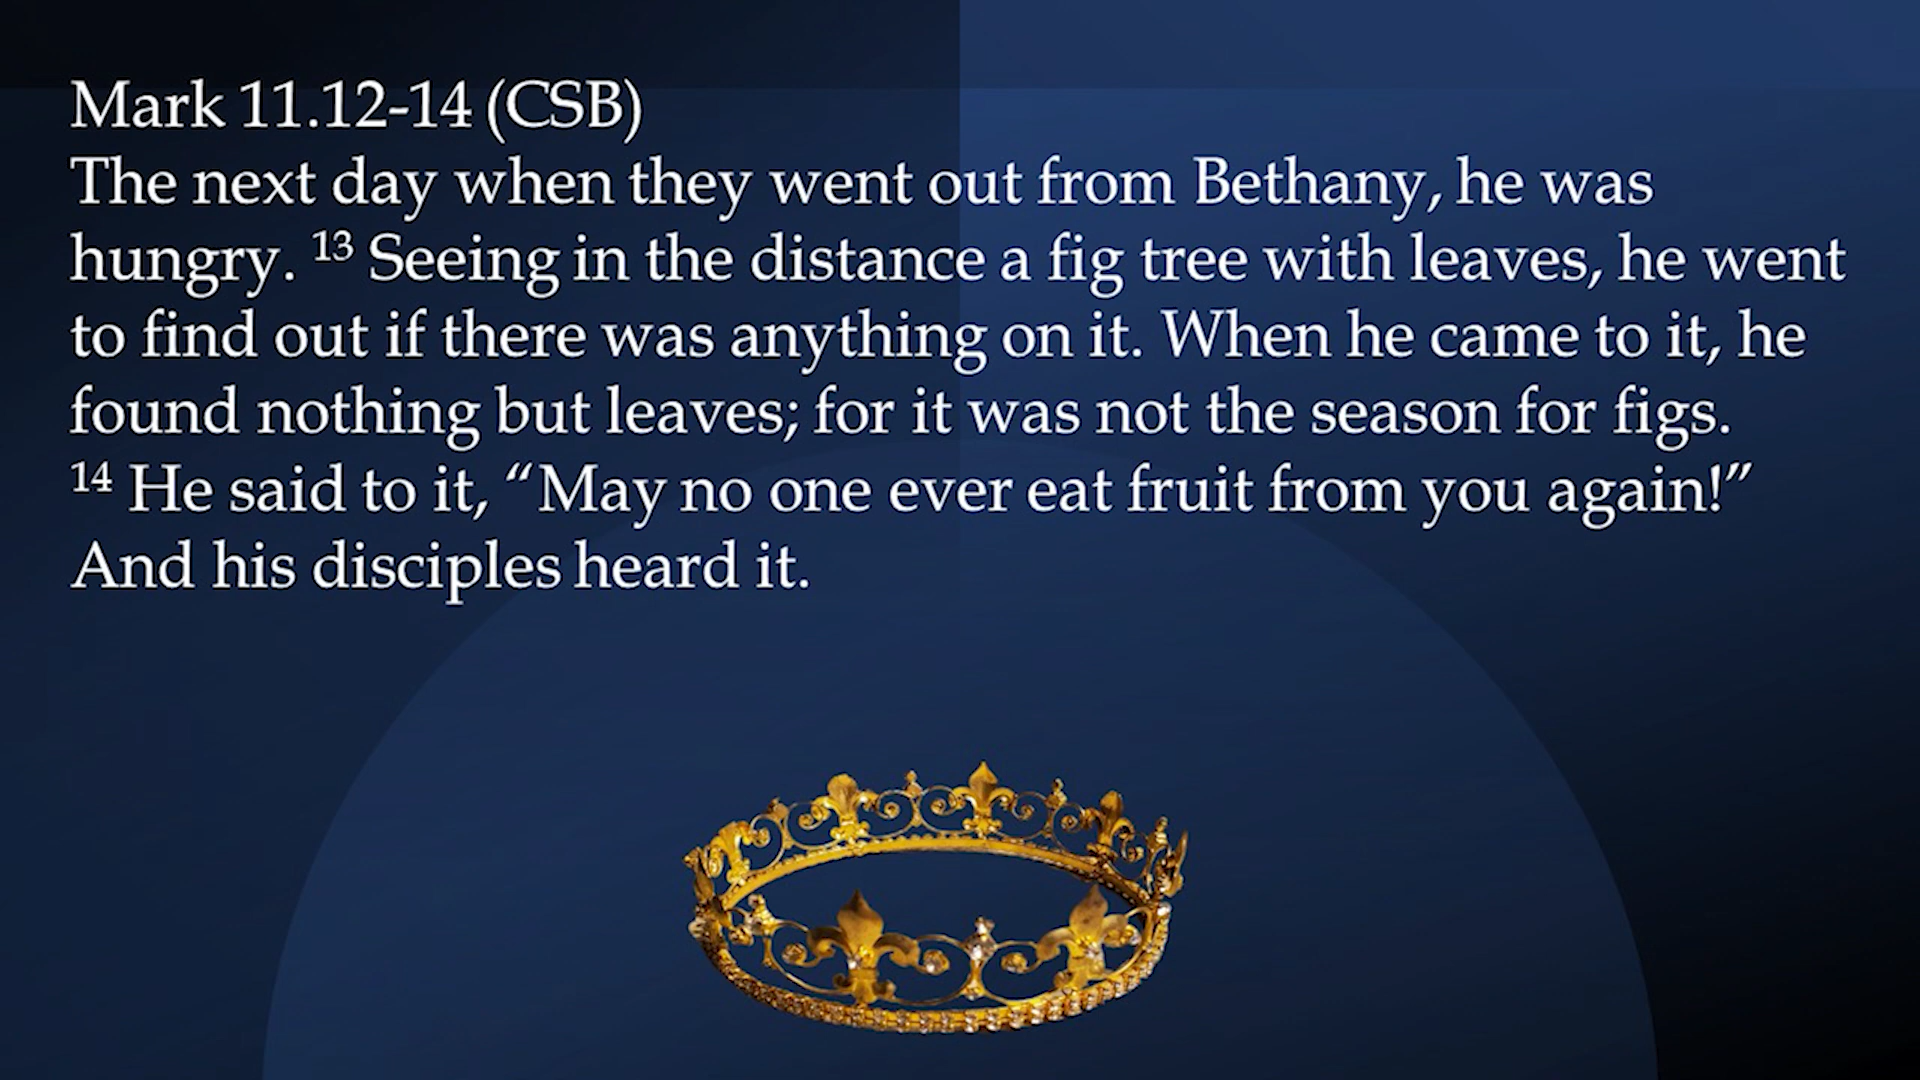 Mark 11.12-14 (CSB)
The next day when they went out from Bethany, he was
hungry. 13 Seeing in the distance a fig tree with leaves, he went
to find out if there was anything on it. When he came to it, he
found nothing but leaves; for it was not the season for figs.
14 He said to it, “May no one ever eat fruit from you again!”
And his disciples heard it.